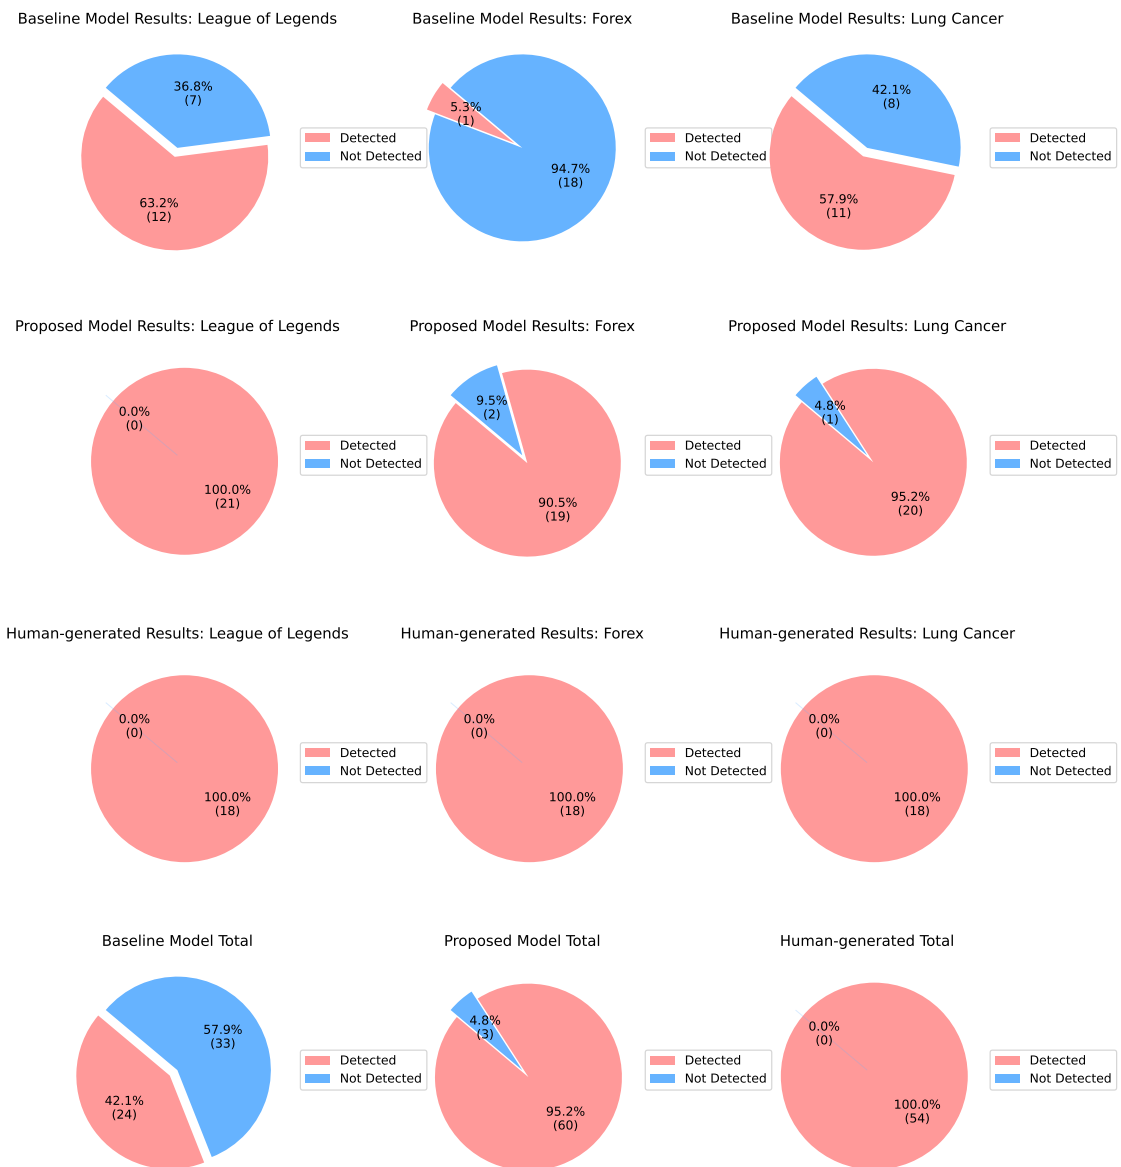 Baseline Model Results: League of Legends
36.8%
(7)
63.2%
(12)
Detected
Not Detected
Baseline Model Results: Forex
5.3%
(1)
94.7%
(18)
Detected
Not Detected
Baseline Model Results: Lung Cancer
42.1%
(8)
57.9%
(11)
Detected
Not Detected
Proposed Model Results: League of Legends
0.0%
(0)
100.0%
(21)
Detected
Not Detected
Proposed Model Results: Forex
9.5%
(2)
90.5%
(19)
Detected
Not Detected
Proposed Model Results: Lung Cancer
4.8%
(1)
95.2%
(20)
Detected
Not Detected
Human-generated Results: League of Legends
0.0%
(0)
100.0%
(18)
Detected
Not Detected
Human-generated Results: Forex
0.0%
(0)
100.0%
(18)
Detected
Not Detected
Human-generated Results: Lung Cancer
0.0%
(0)
100.0%
(18)
Detected
Not Detected
Baseline Model Total
57.9%
(33)
42.1%
(24)
Detected
Not Detected
Proposed Model Total
4.8%
(3)
95.2%
(60)
Detected
Not Detected
Human-generated Total
0.0%
(0)
100.0%
(54)
Detected
Not Detected